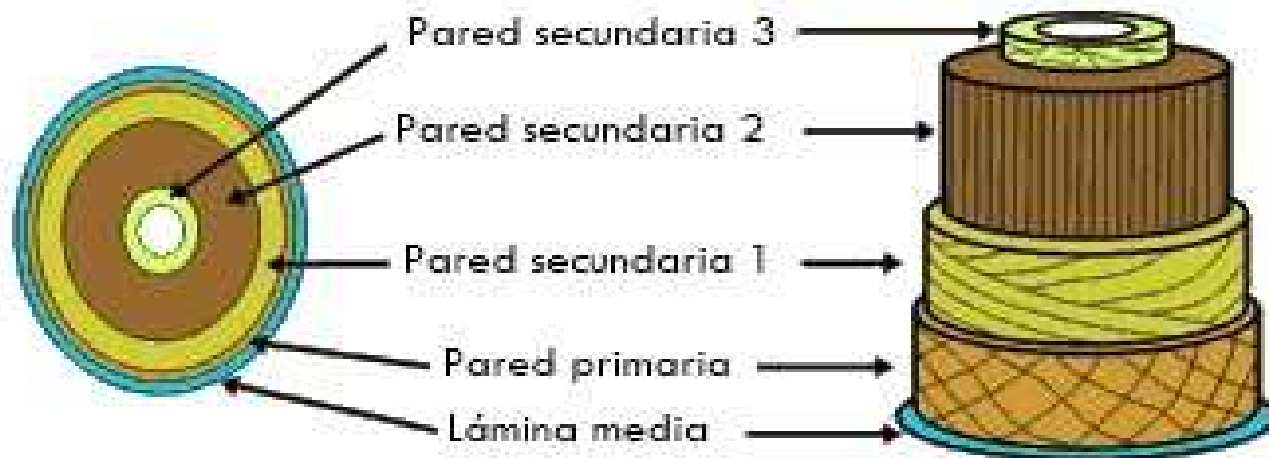 Pared secundaria 3
Pared secundaria 2
Pared secundaria 1
Pared primaria
Lámina media